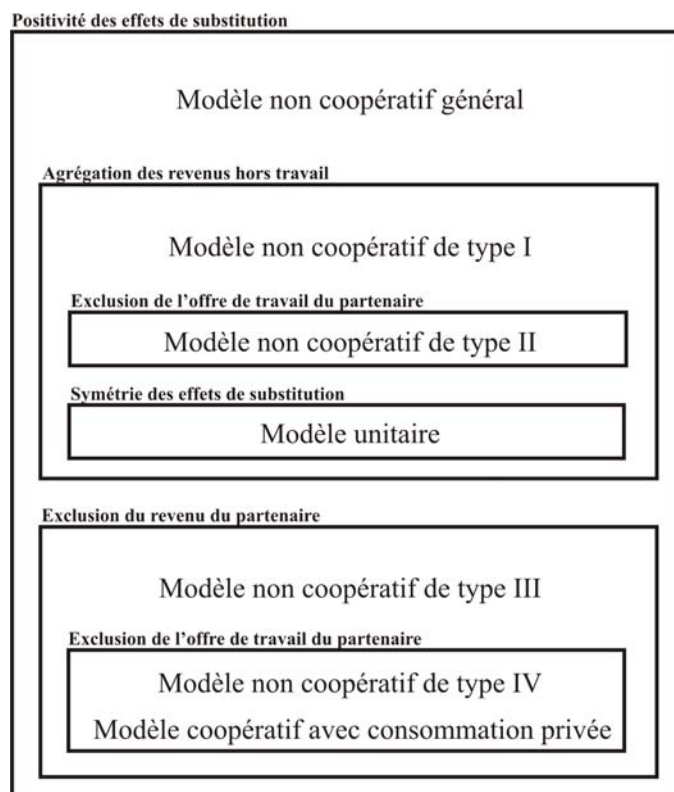 Positivité des effets de substitution
Modèle non coopératif général
Agrégation des revenus hors travail
Modèle non coopératif de type I
Exclusion de l'offre de travail du partenaire
Modèle non coopératif de type II
Symétrie des effets de substitution
Modèle unitaire
Exclusion du revenu du partenaire
Modèle non coopératif de type III
Exclusion de l'offre de travail du partenaire
Modèle non coopératif de type IV
Modèle coopératif avec consommation privée